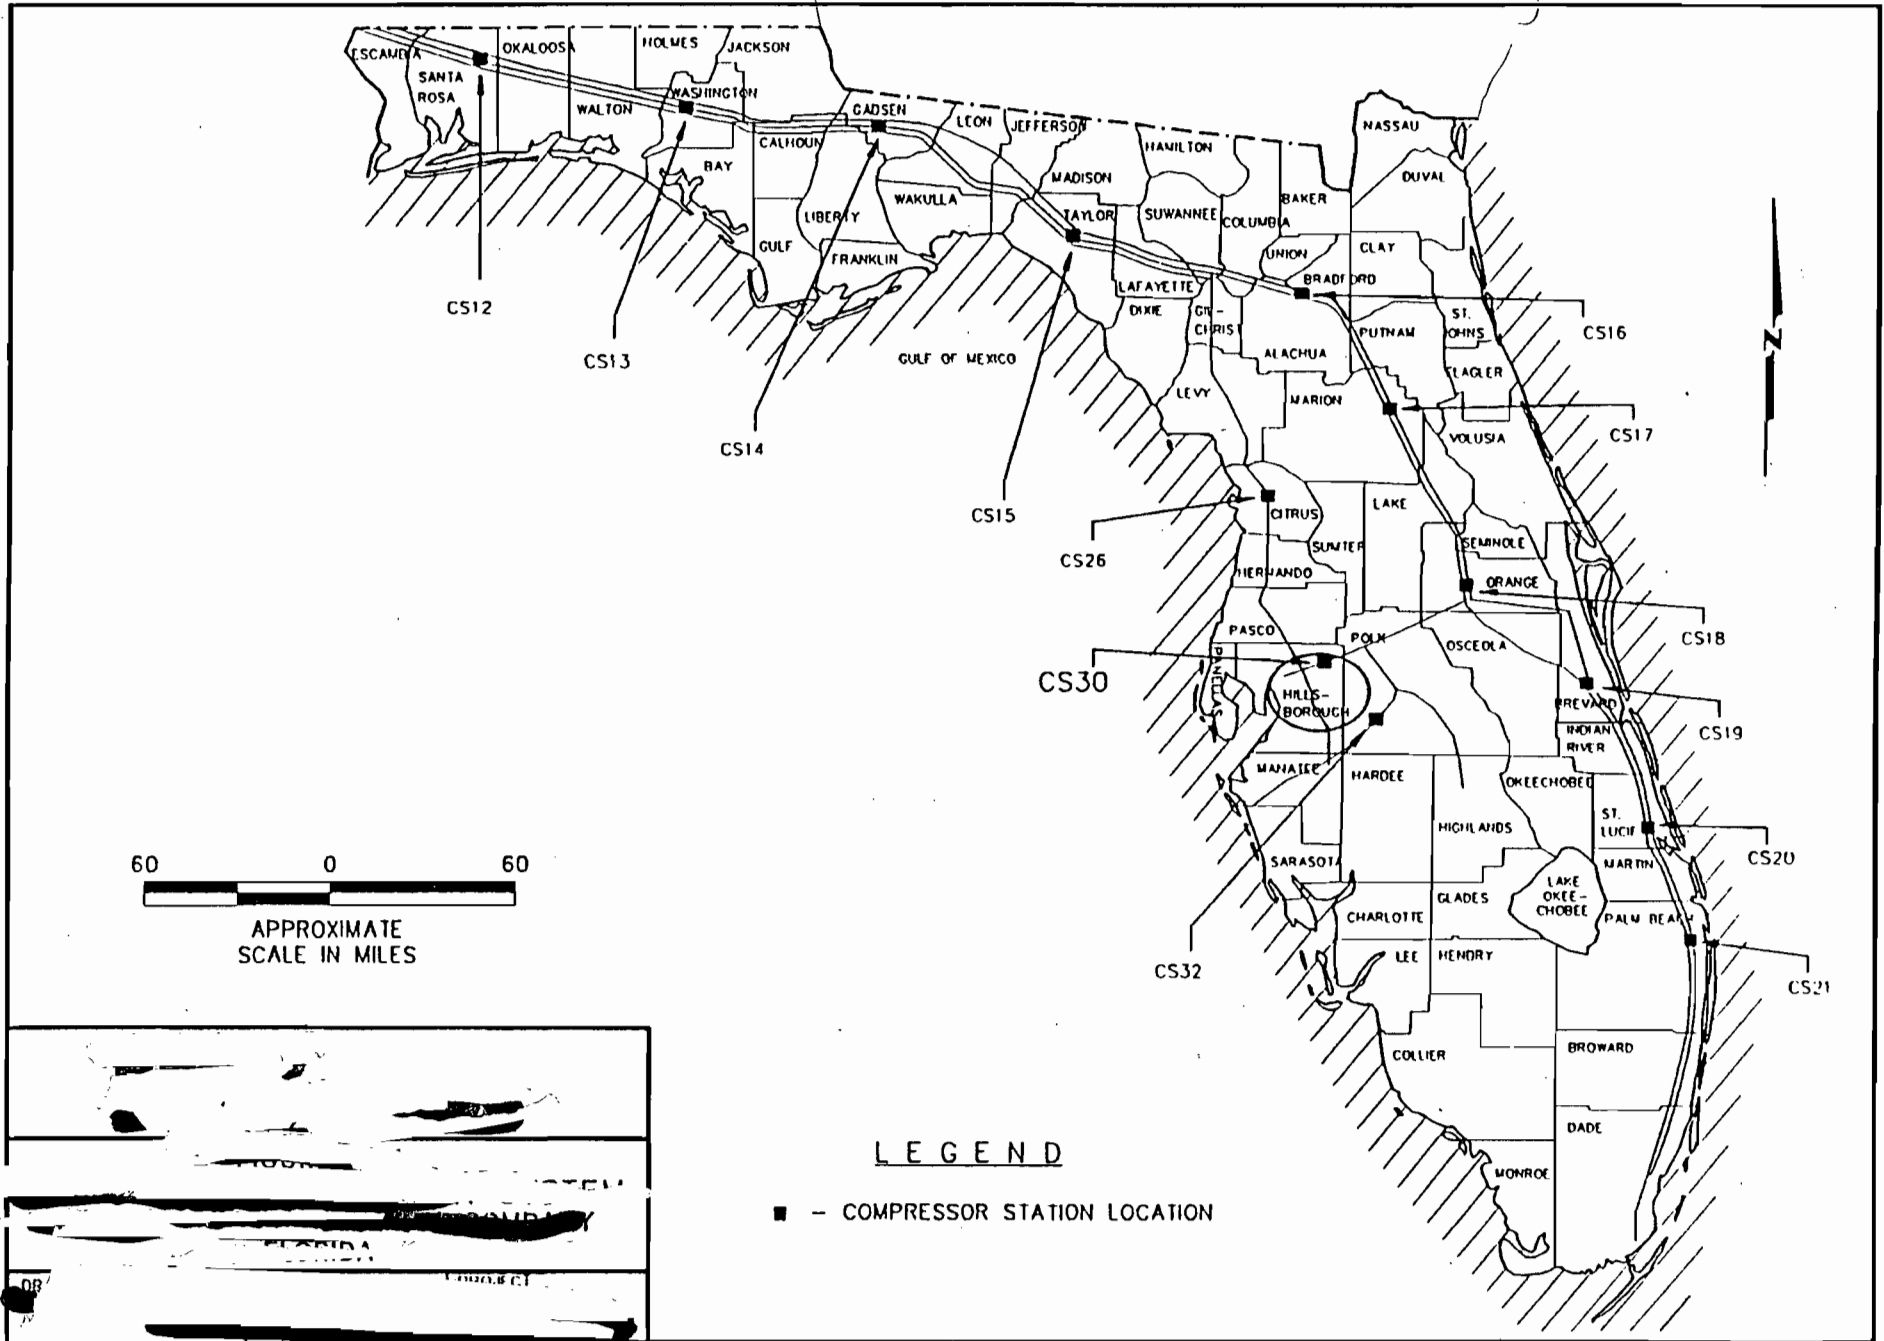 ESCAMBIA
SANTA
ROSA
OKALOOSA
WALTON
HOLMES
JACKSON
WASHINGTON
BAY
CALHOUN
GULF
LIBERTY
FRANKLIN
GADSEN
LEON
WAKULLA
JEFFERSON
MADISON
TAYLOR
HAMILTON
SUWANNEE
COLUMBIA
BAKER
NASSAU
DUVAL
UNION
CLAY
BRADFORD
LAFAYETTE
DIXIE
GIL-
CHRIST
ALACHUA
PUTNAM
ST.
JOHNS
FLAGLER
LEVY
MARION
VOLUSIA
CITRUS
SUMTER
LAKE
SEMINOLE
ORANGE
HERNANDO
PASCO
POLK
OSCEOLA
PANELLAS
HILLS-
BOROUGH
BREVARD
INDIAN
RIVER
MANATEE
HARDEE
OKEECHOBEE
HIGHLANDS
ST.
LUCIE
MARTIN
SARASOTA
GLADES
LAKE
OKEE-
CHOBEE
CHARLOTTE
PALM BEACH
LEE
HENDRY
COLLIER
BROWARD
DADE
MONROE
GULF OF MEXICO
CS12
CS13
CS14
CS15
CS16
CS17
CS26
CS18
CS30
CS19
CS20
CS32
CS21
N
60 0 60
APPROXIMATE
SCALE IN MILES
LEGEND
■ - COMPRESSOR STATION LOCATION
FLORIDA